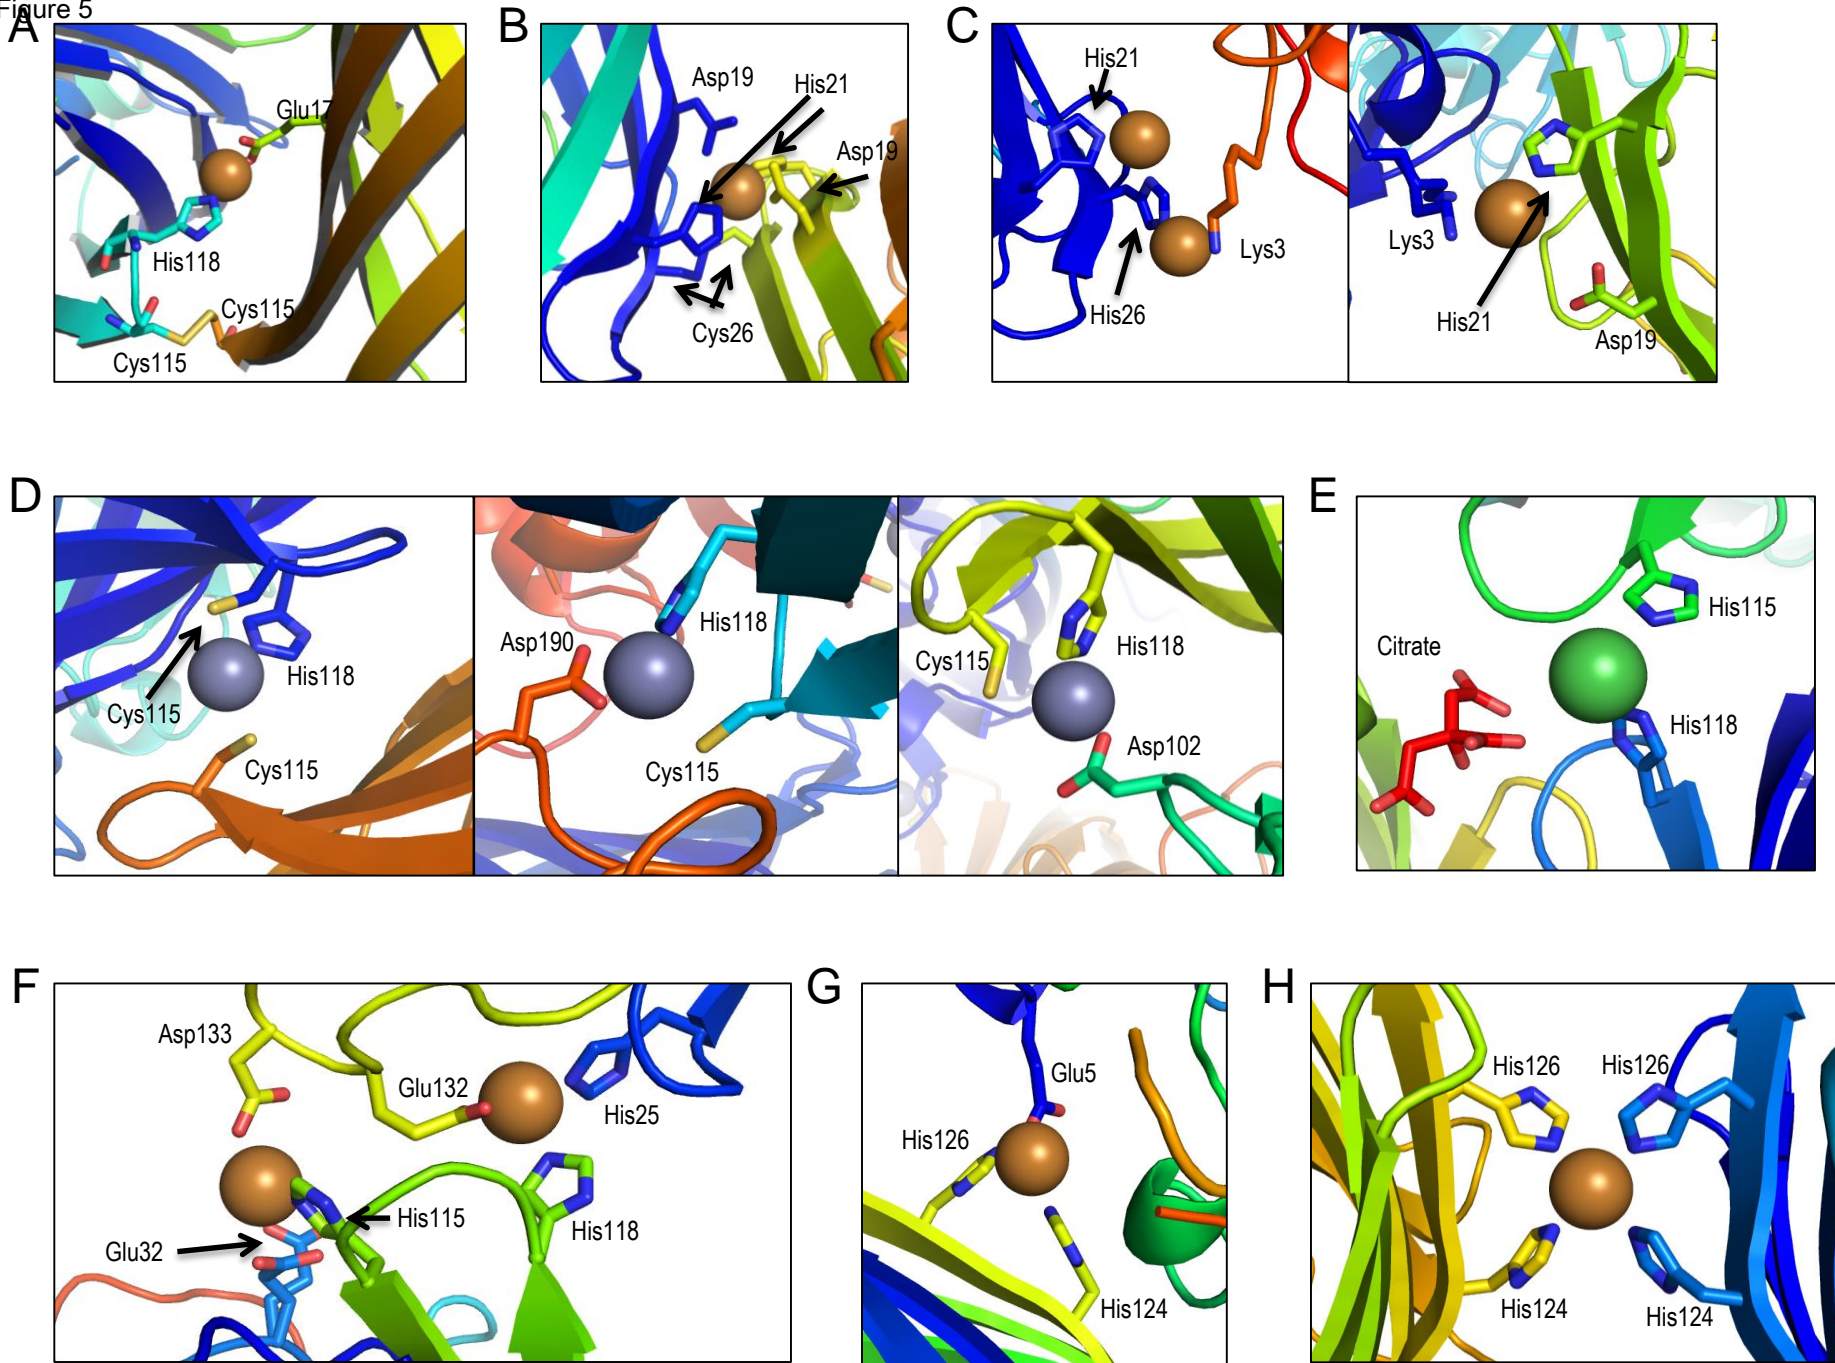 Figure 5
A
Glu17
His118
Cys115
Cys115
B
Asp19
His21
Asp19
Cys26
C
His21
Lys3
His26
Lys3
His21
Asp19
D
Cys115
His118
Cys115
Asp190
His118
Cys115
Cys115
His118
Asp102
E
Citrate
His115
His118
F
Asp133
Glu132
His25
His115
His118
Glu32
G
Glu5
His126
His124
H
His126
His126
His124
His124